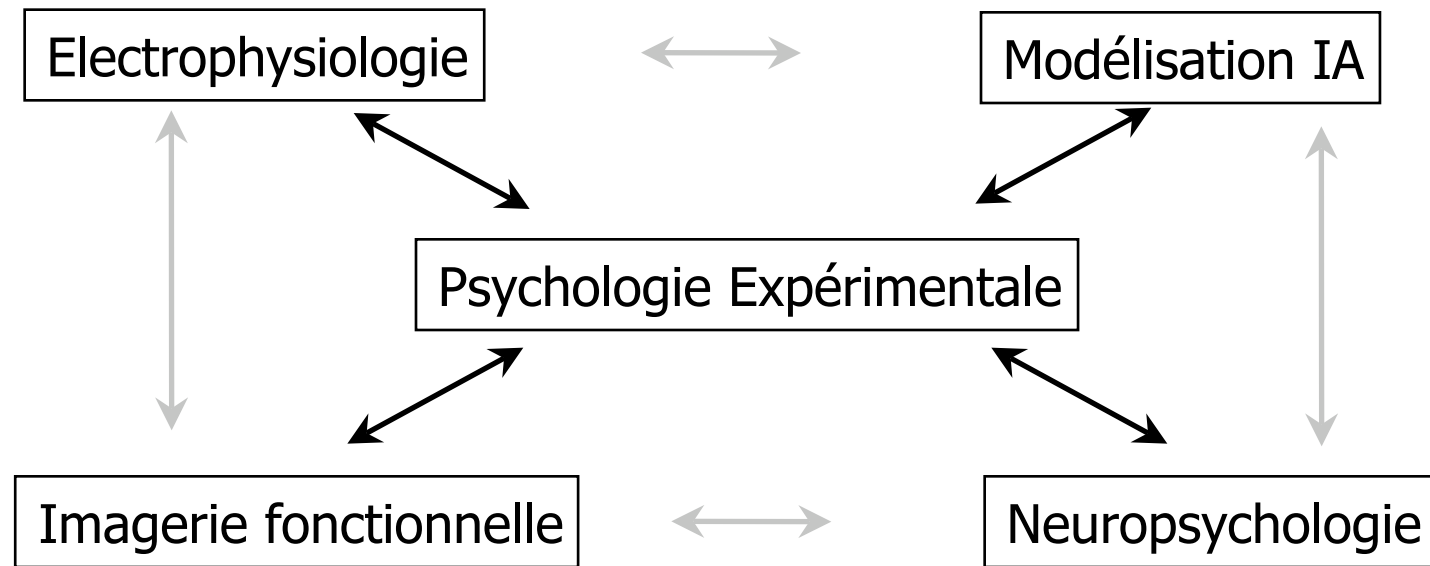 Electrophysiologie
Modélisation IA
Psychologie Expérimentale
Imagerie fonctionnelle
Neuropsychologie